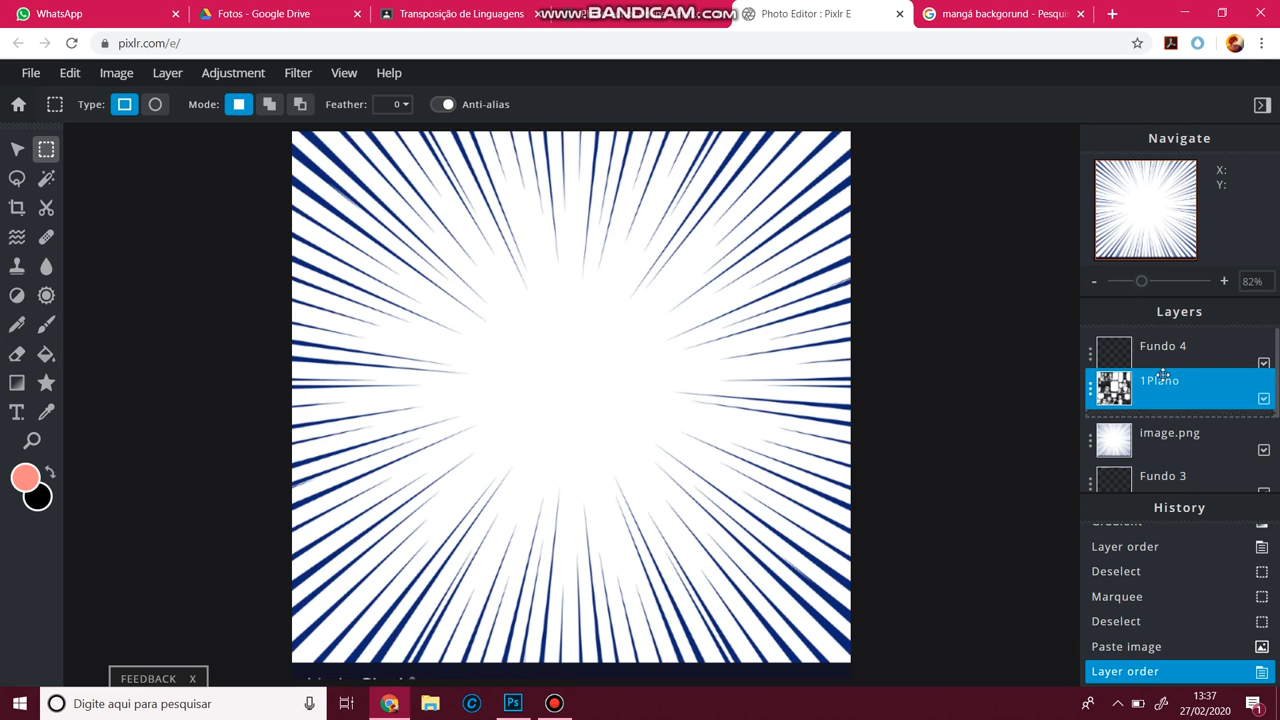 WhatsApp
Fotos - Google Drive
Transposição de Linguagens
www.BANDICAM.com
Photo Editor : Pixlr E
mangá backgorund - Pesqui
pixlr.com/e/
File Edit Image Layer Adjustment Filter View Help
Type: Mode: Feather: 0 Anti-alias
Navigate
X:
Y:
82%
Layers
Fundo 4
1Plano
image.png
Fundo 3
History
Gradient
Layer order
Deselect
Marquee
Deselect
Paste image
Layer order
FEEDBACK X
Digite aqui para pesquisar
13:37
27/02/2020